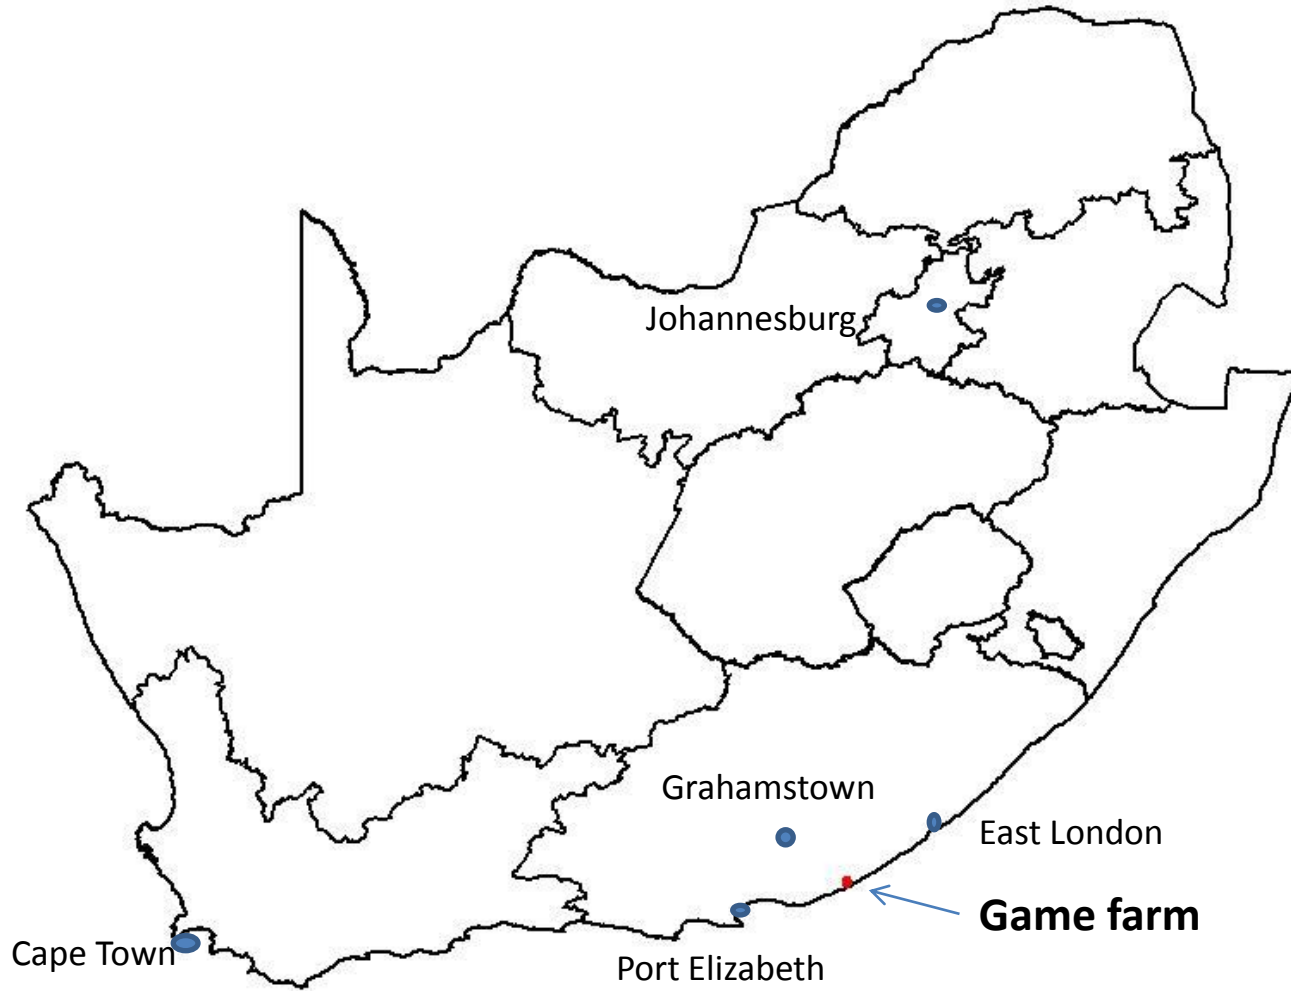 Johannesburg
Grahamstown
East London
Game farm
Cape Town
Port Elizabeth